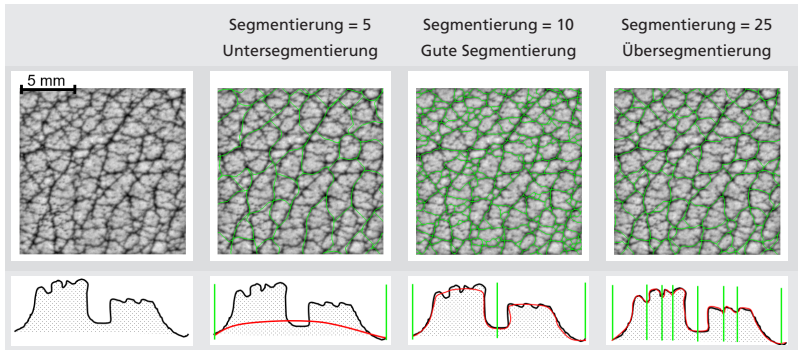 Segmentierung = 5
Untersegmentierung
Segmentierung = 10
Gute Segmentierung
Segmentierung = 25
Übersegmentierung
5 mm